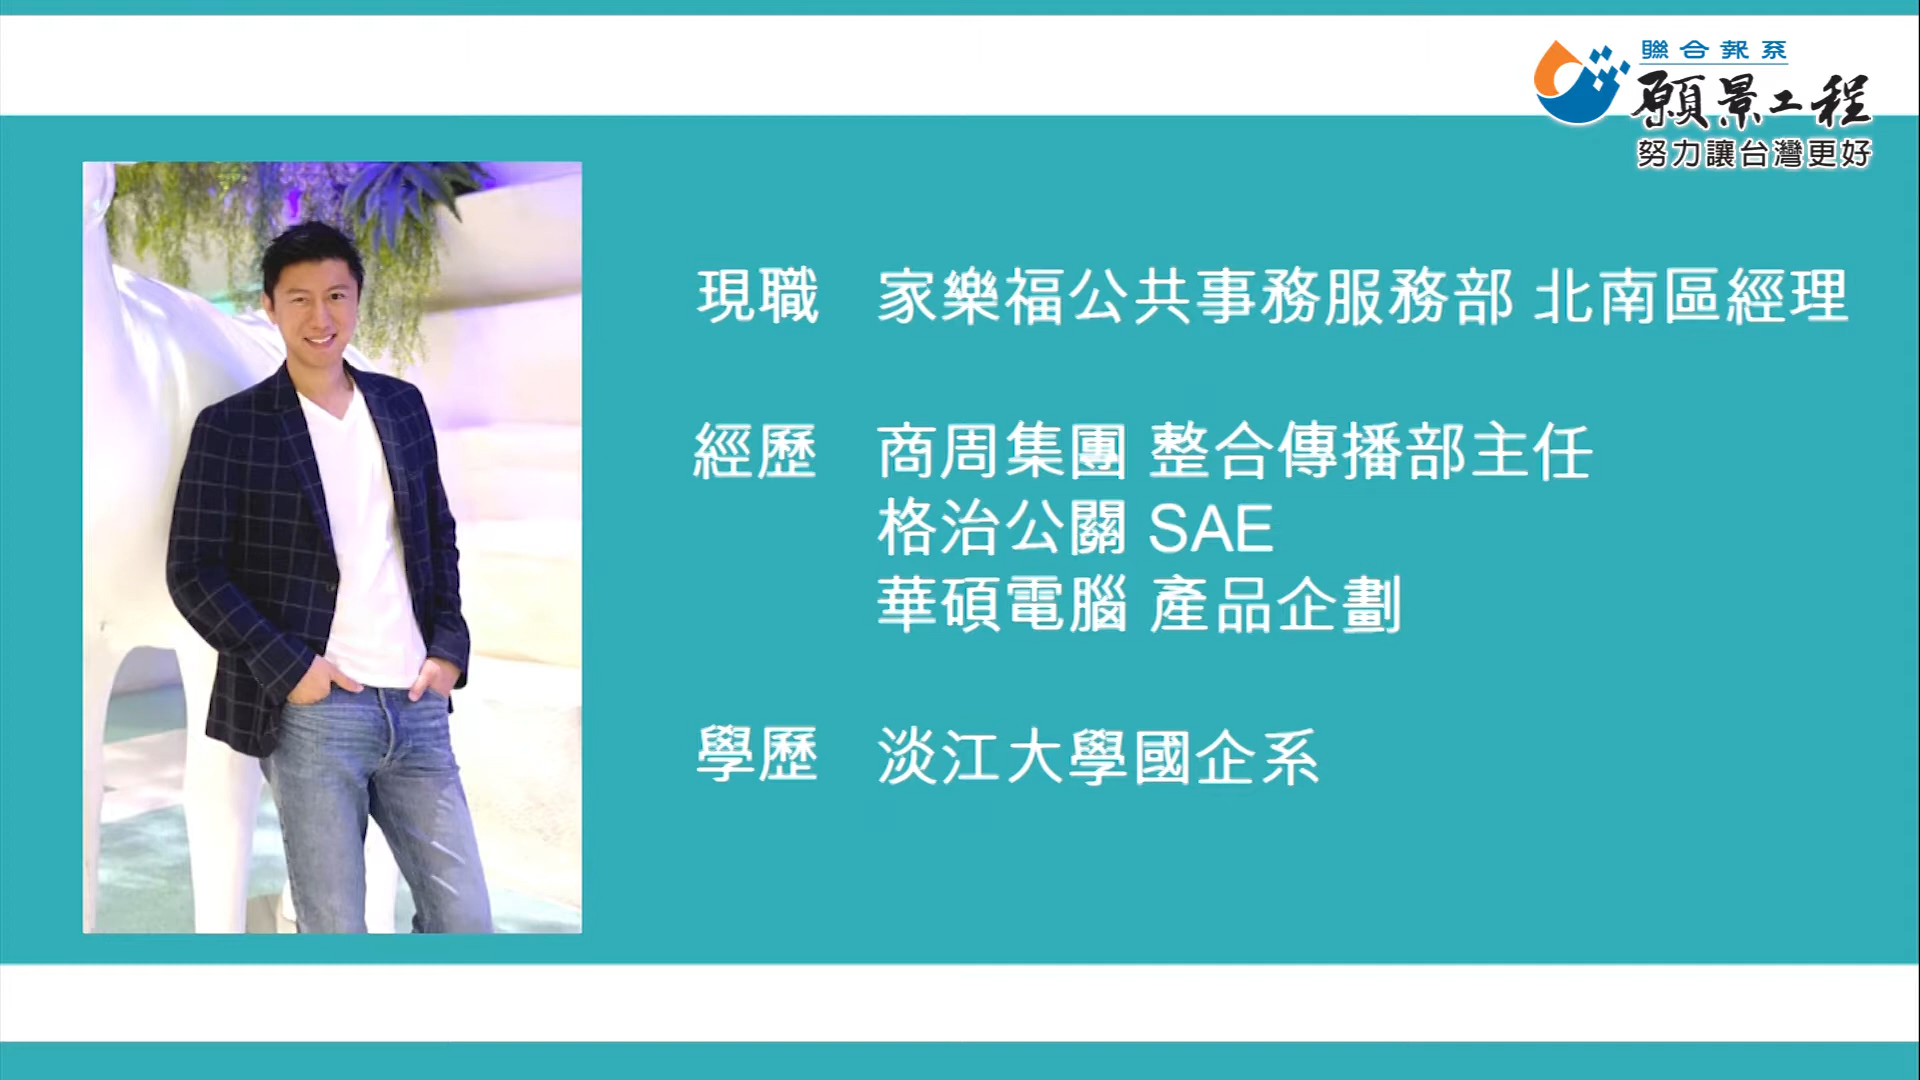 聯合報系
願景工程
努力讓台灣更好
現職 家樂福公共事務服務部 北南區經理
經歷 商周集團 整合傳播部主任
格治公關 SAE
華碩電腦 產品企劃
學歷 淡江大學國企系